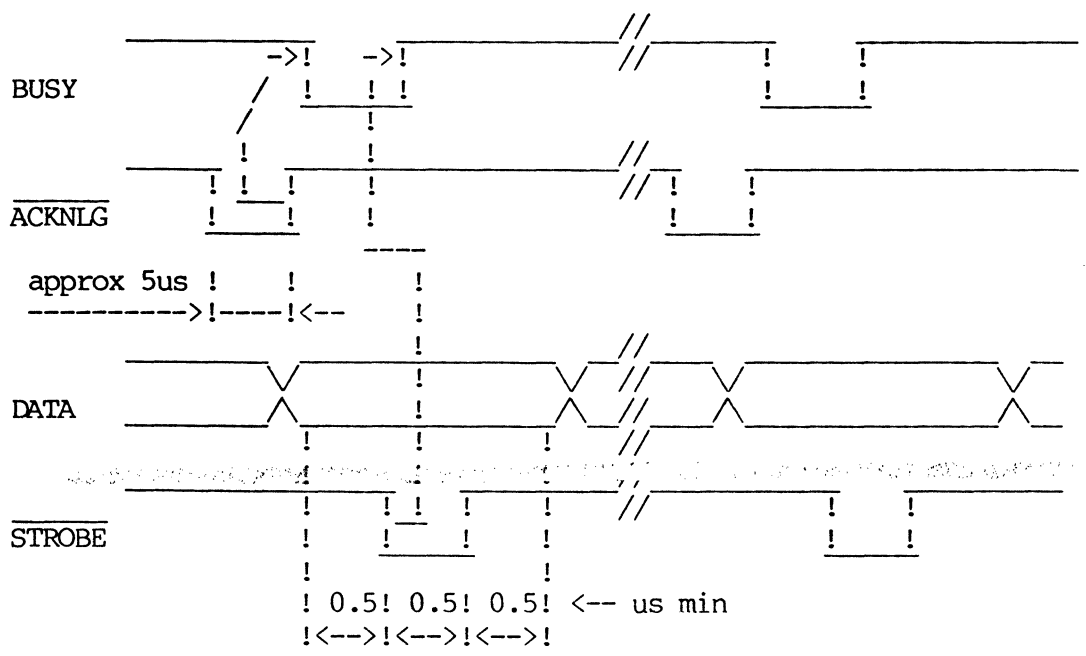 BUSY
ACKNLG
approx 5us
DATA
STROBE
0.5 0.5 0.5 <-- us min